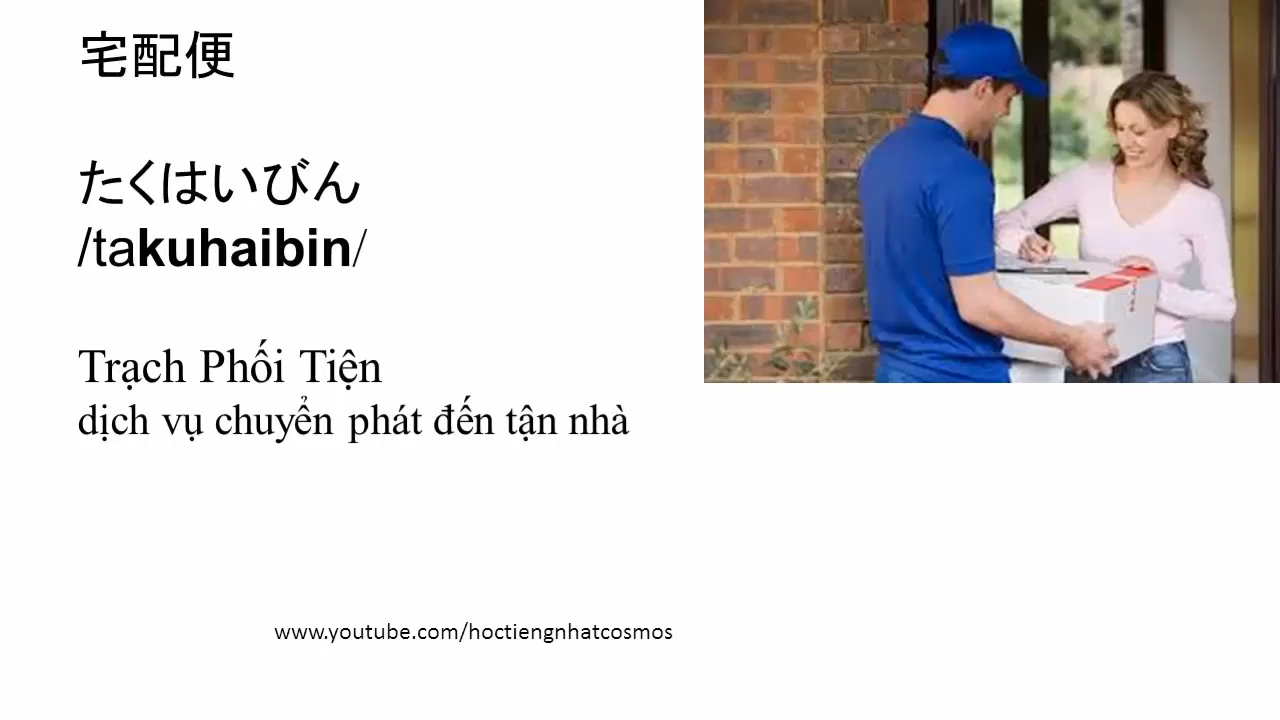 宅配便
たくはいびん
/takuhaibin/
Trạch Phối Tiện
dịch vụ chuyển phát đến tận nhà
www.youtube.com/hoctiengnhatcosmos